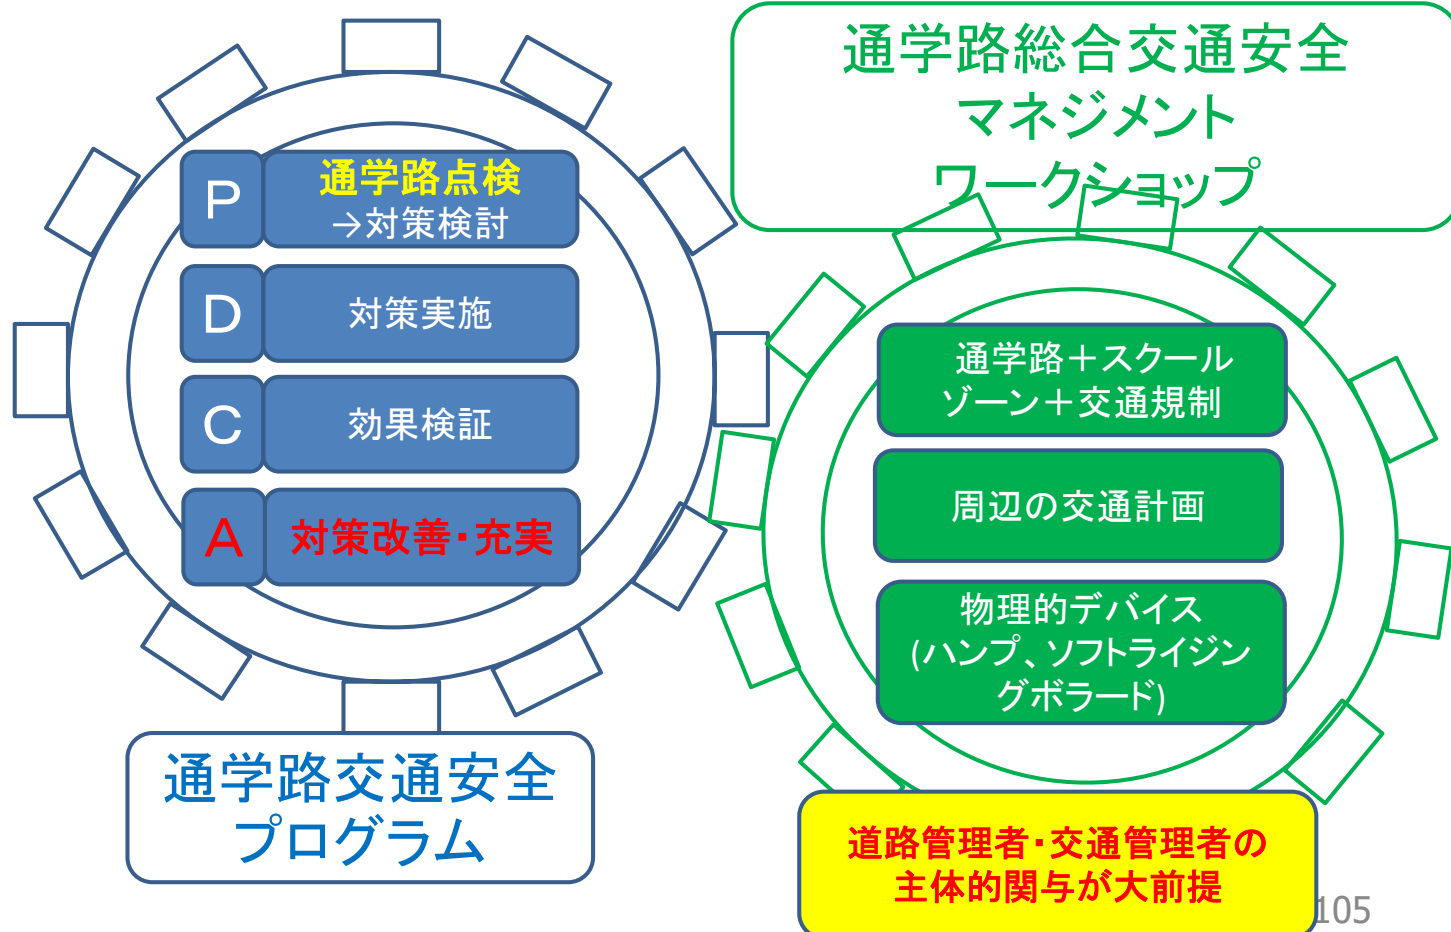 通学路総合交通安全
マネジメント
ワークショップ
P
通学路点検
→対策検討
D
対策実施
C
効果検証
A
対策改善・充実
通学路交通安全
プログラム
通学路＋スクール
ゾーン＋交通規制
周辺の交通計画
物理的デバイス
(ハンプ、ソフトライジン
グボラード)
道路管理者・交通管理者の
主体的関与が大前提
105